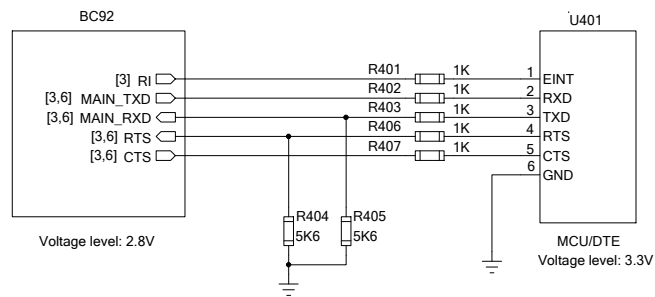 BC92
U401
[3] RI
R401
1K
1
EINT
[3,6] MAIN_TXD
R402
1K
2
RXD
[3,6] MAIN_RXD
R403
1K
3
TXD
[3,6] RTS
R406
1K
4
RTS
[3,6] CTS
R407
1K
5
CTS
6
GND
R404
5K6
R405
5K6
Voltage level: 2.8V
MCU/DTE
Voltage level: 3.3V